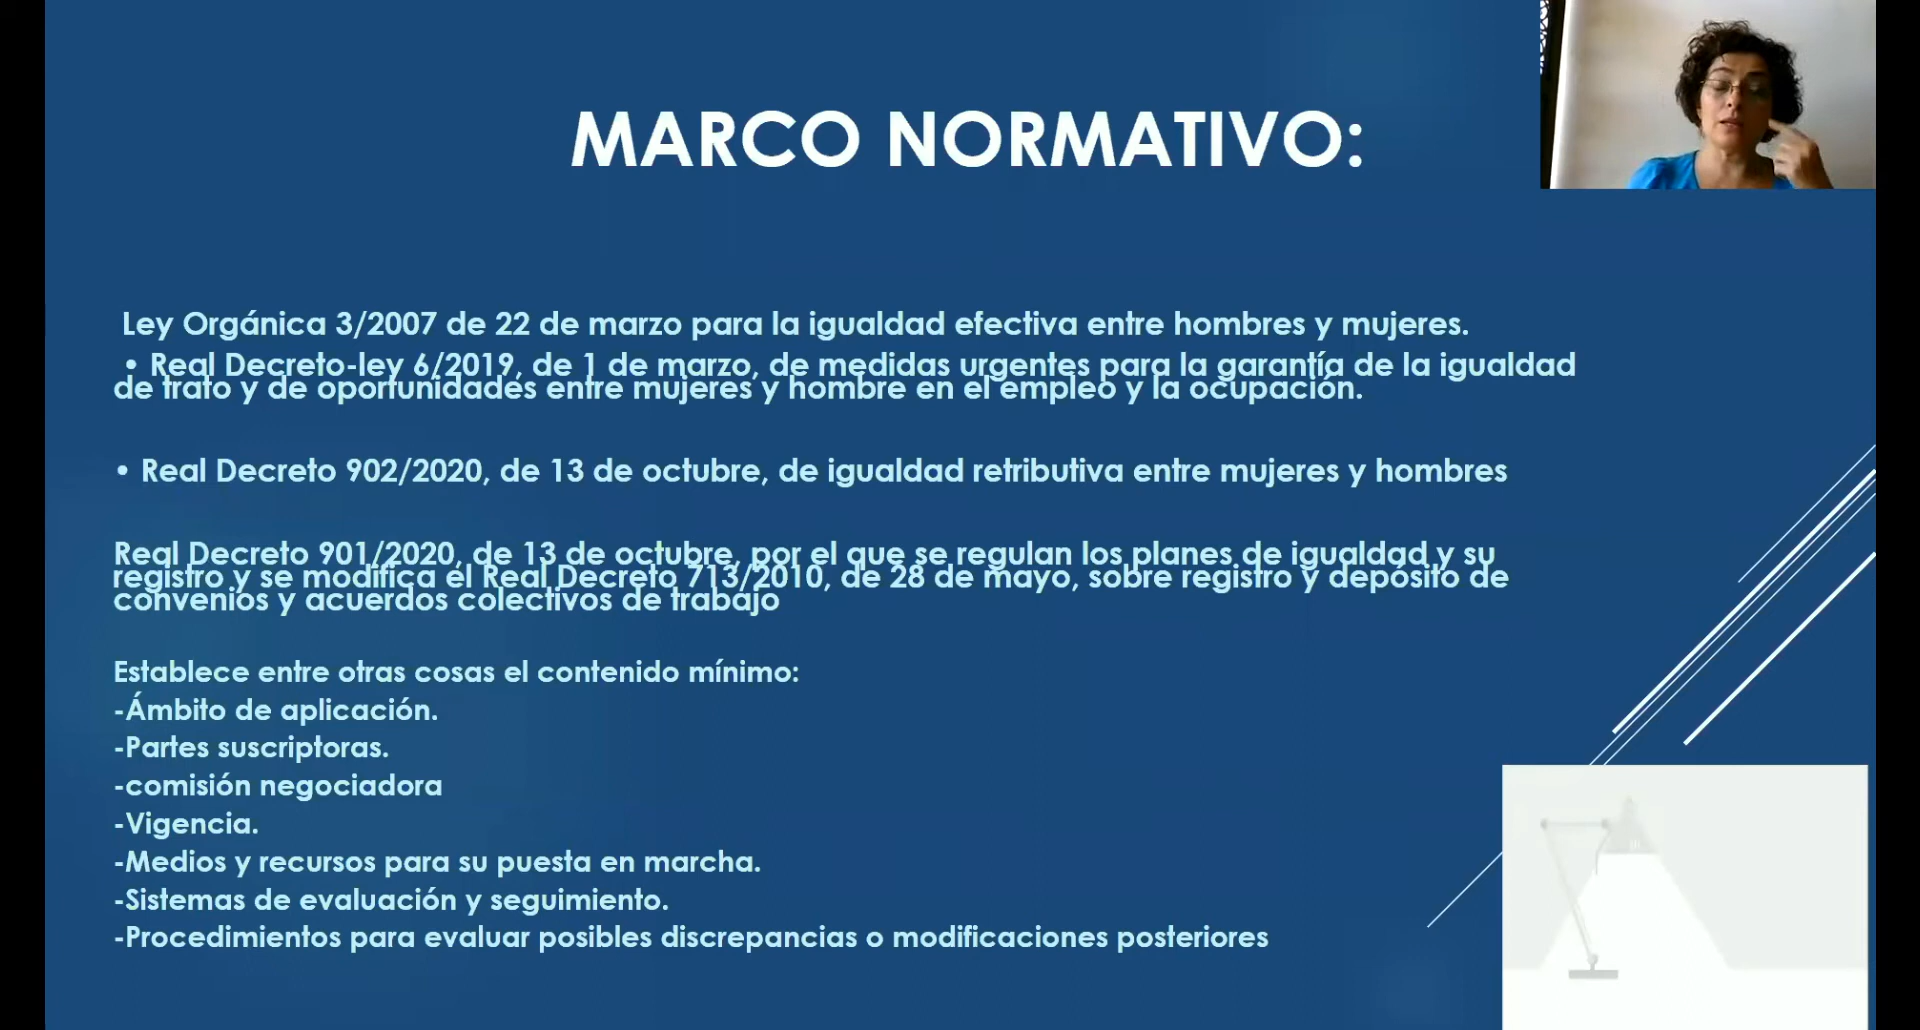 MARCO NORMATIVO:
Ley Orgánica 3/2007 de 22 de marzo para la igualdad efectiva entre hombres y mujeres.
• Real Decreto-ley 6/2019, de 1 de marzo, de medidas urgentes para la garantía de la igualdad
de trato y de oportunidades entre mujeres y hombre en el empleo y la ocupación.
• Real Decreto 902/2020, de 13 de octubre, de igualdad retributiva entre mujeres y hombres
Real Decreto 901/2020, de 13 de octubre, por el que se regulan los planes de igualdad y su
registro y se modifica el Real Decreto 713/2010, de 28 de mayo, sobre registro y depósito de
convenios y acuerdos colectivos de trabajo
Establece entre otras cosas el contenido mínimo:
-Ámbito de aplicación.
-Partes suscriptoras.
-comisión negociadora
-Vigencia.
-Medios y recursos para su puesta en marcha.
-Sistemas de evaluación y seguimiento.
-Procedimientos para evaluar posibles discrepancias o modificaciones posteriores